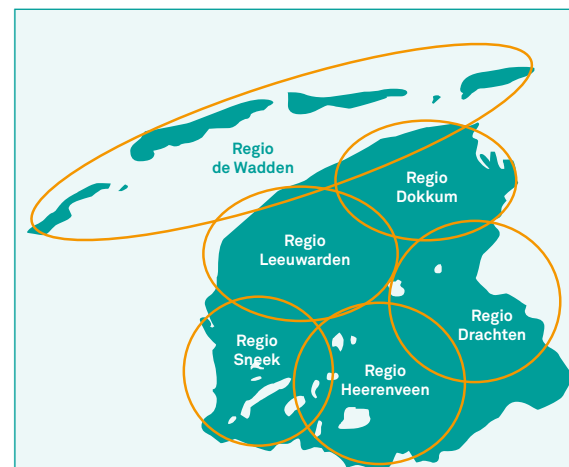 Regio
de Wadden
Regio
Dokkum
Regio
Leeuwarden
Regio
Drachten
Regio
Sneek
Regio
Heerenveen